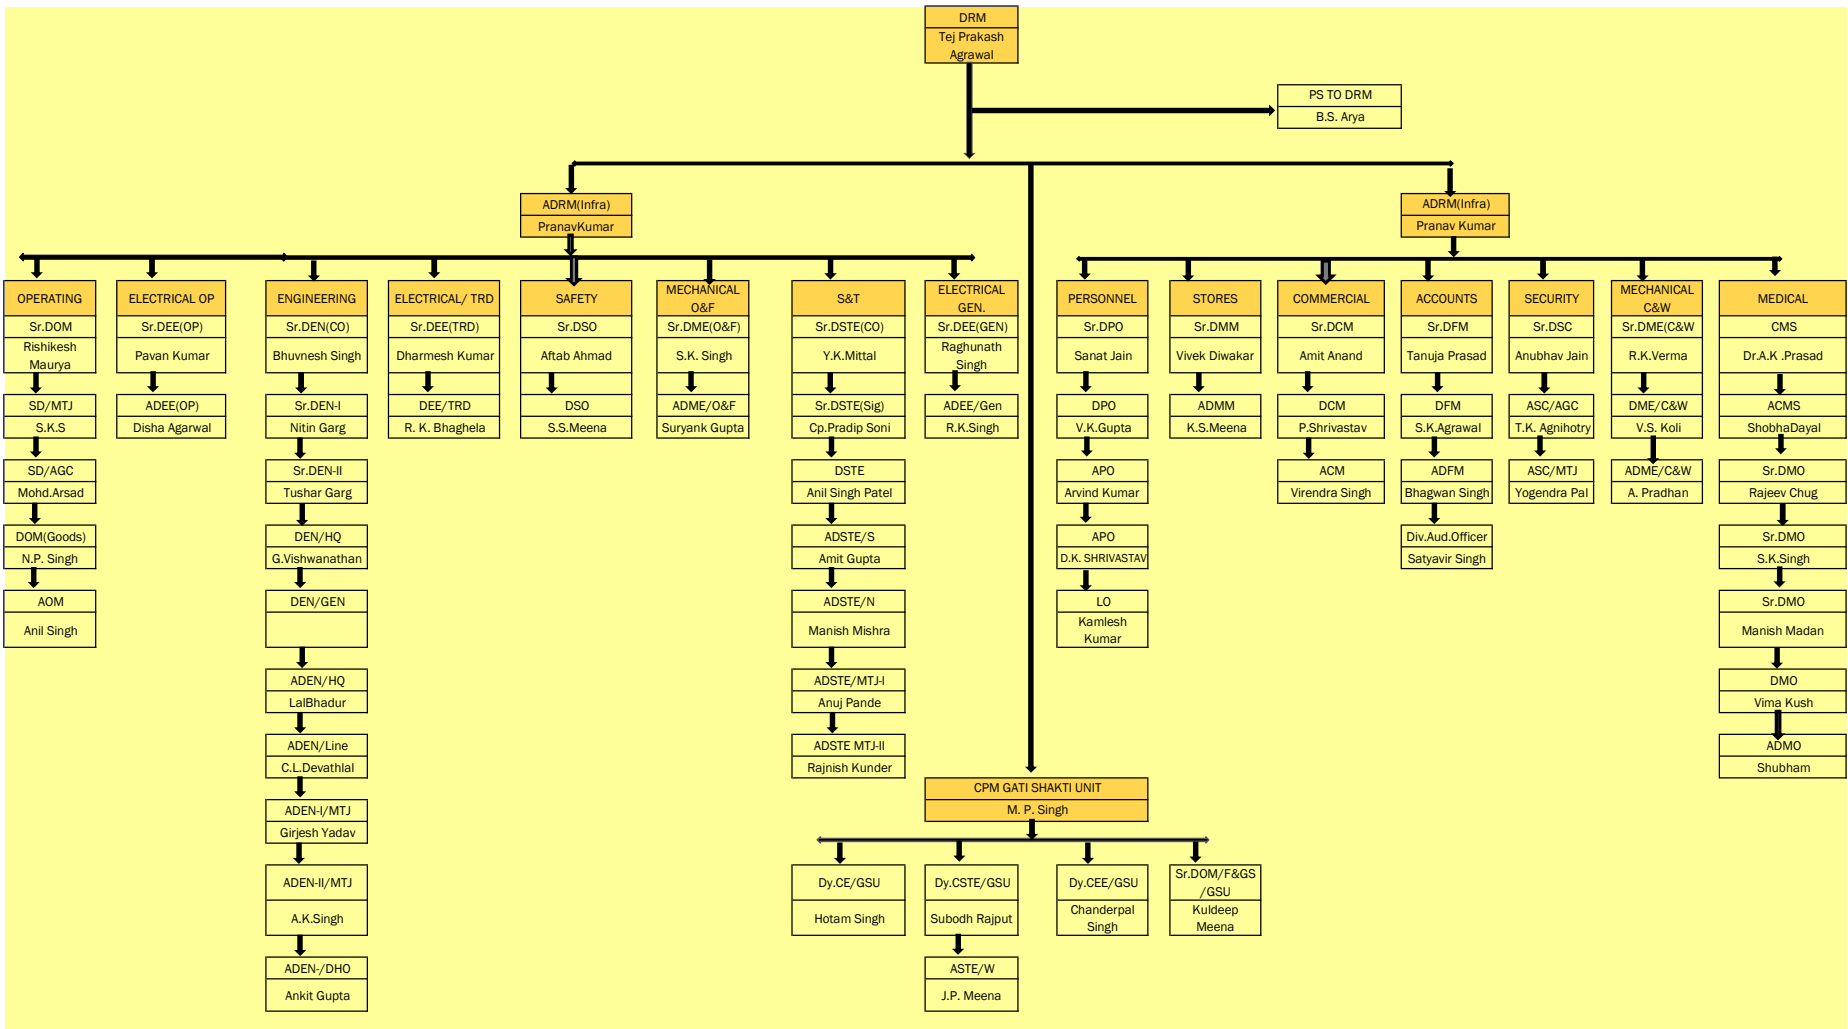 DRM
Tej Prakash
Agrawal
PS TO DRM
B.S. Arya
ADRM(Infra)
PranavKumar
ADRM(Infra)
Pranav Kumar
OPERATING
Sr.DOM
Rishikesh
Maurya
SD/MTJ
S.K.S
SD/AGC
Mohd.Arsad
DOM(Goods)
N.P. Singh
AOM
Anil Singh
ELECTRICAL OP
Sr.DEE(OP)
Pavan Kumar
ADEE(OP)
Disha Agarwal
ENGINEERING
Sr.DEN(CO)
Bhuvnesh Singh
Sr.DEN-I
Nitin Garg
Sr.DEN-II
Tushar Garg
DEN/HQ
G.Vishwanathan
DEN/GEN
ADEN/HQ
LalBhadur
ADEN/Line
C.L.Devathlal
ADEN-I/MTJ
Girjesh Yadav
ADEN-II/MTJ
A.K.Singh
ADEN-/DHO
Ankit Gupta
ELECTRICAL/ TRD
Sr.DEE(TRD)
Dharmesh Kumar
DEE/TRD
R. K. Bhaghela
SAFETY
Sr.DSO
Aftab Ahmad
DSO
S.S.Meena
MECHANICAL
O&F
Sr.DME(O&F)
S.K. Singh
ADME/O&F
Suryank Gupta
S&T
Sr.DSTE(CO)
Y.K.Mittal
Sr.DSTE(Sig)
Cp.Pradip Soni
DSTE
Anil Singh Patel
ADSTE/S
Amit Gupta
ADSTE/N
Manish Mishra
ADSTE/MTJ-I
Anuj Pande
ADSTE MTJ-II
Rajnish Kunder
ELECTRICAL
GEN.
Sr.DEE(GEN)
Raghunath
Singh
ADEE/Gen
R.K.Singh
PERSONNEL
Sr.DPO
Sanat Jain
DPO
V.K.Gupta
APO
Arvind Kumar
APO
D.K. SHRIVASTAV
LO
Kamlesh
Kumar
STORES
Sr.DMM
Vivek Diwakar
ADMM
K.S.Meena
COMMERCIAL
Sr.DCM
Amit Anand
DCM
P.Shrivastav
ACM
Virendra Singh
ACCOUNTS
Sr.DFM
Tanuja Prasad
DFM
S.K.Agrawal
ADFM
Bhagwan Singh
Div.Aud.Officer
Satyavir Singh
SECURITY
Sr.DSC
Anubhav Jain
ASC/AGC
T.K. Agnihotry
ASC/MTJ
Yogendra Pal
MECHANICAL
C&W
Sr.DME(C&W
R.K.Verma
DME/C&W
V.S. Koli
ADME/C&W
A. Pradhan
MEDICAL
CMS
Dr.A.K .Prasad
ACMS
ShobhaDayal
Sr.DMO
Rajeev Chug
Sr.DMO
S.K.Singh
Sr.DMO
Manish Madan
DMO
Vima Kush
ADMO
Shubham
CPM GATI SHAKTI UNIT
M. P. Singh
Dy.CE/GSU
Hotam Singh
Dy.CSTE/GSU
Subodh Rajput
ASTE/W
J.P. Meena
Dy.CEE/GSU
Chanderpal
Singh
Sr.DOM/F&GS
/GSU
Kuldeep
Meena